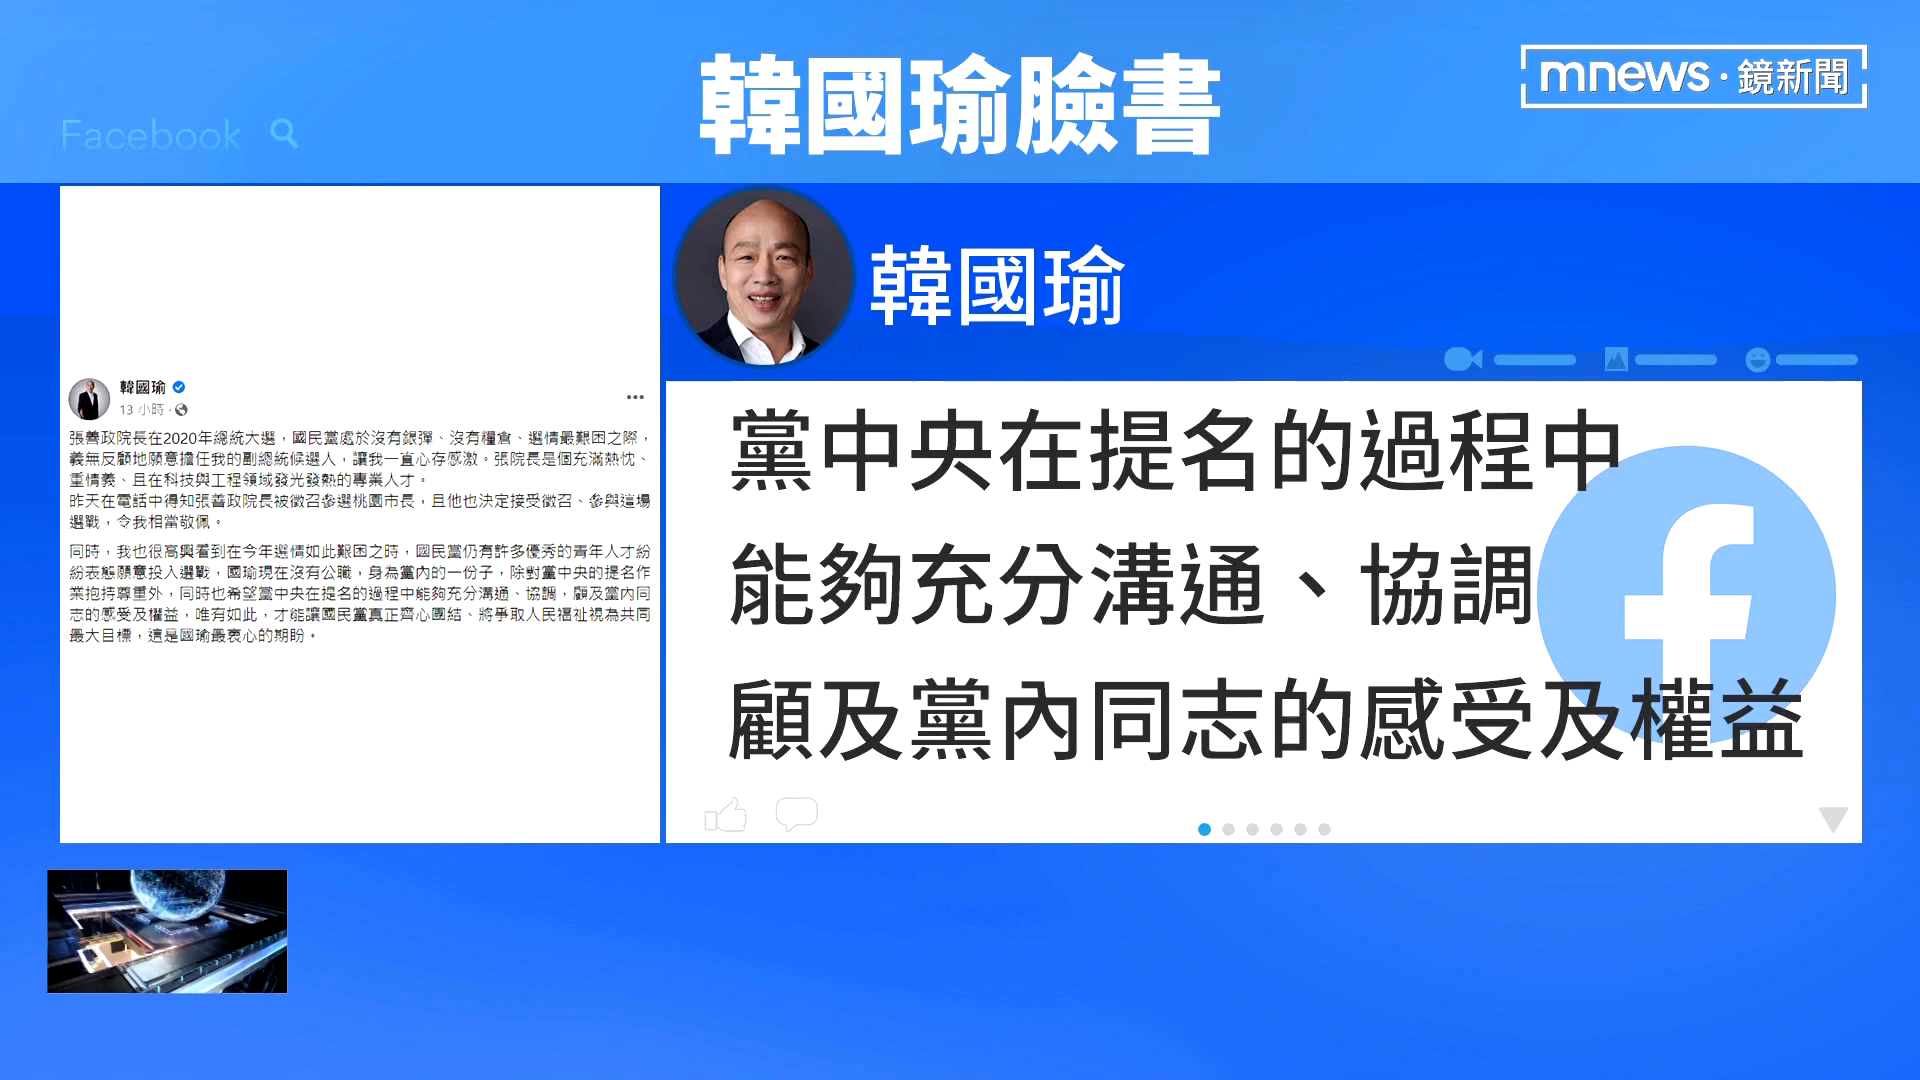 韓國瑜臉書
mnews·鏡新聞
Facebook
韓國瑜
13 小時
張善政院長在2020年總統大選，國民黨處於沒有銀彈、沒有糧倉、選情最艱困之際，
義無反顧地願意擔任我的副總統候選人，讓我一直心存感激。張院長是個充滿熱忱、
重情義、且在科技與工程領域發光發熱的專業人才。
昨天在電話中得知張善政院長被徵召參選桃園市長，且他也決定接受徵召、參與這場
選戰，令我相當敬佩。
同時，我也很高興看到在今年選情如此艱困之時，國民黨仍有許多優秀的青年人才紛
紛表態願意投入選戰，國瑜現在沒有公職，身為黨內的一份子，除對黨中央的提名作
業抱持尊重外，同時也希望黨中央在提名的過程中能夠充分溝通、協調，顧及黨內同
志的感受及權益，唯有如此，才能讓國民黨真正齊心團結、將爭取人民福祉視為共同
最大目標，這是國瑜最衷心的期盼。
韓國瑜
黨中央在提名的過程中
能夠充分溝通、協調
顧及黨內同志的感受及權益